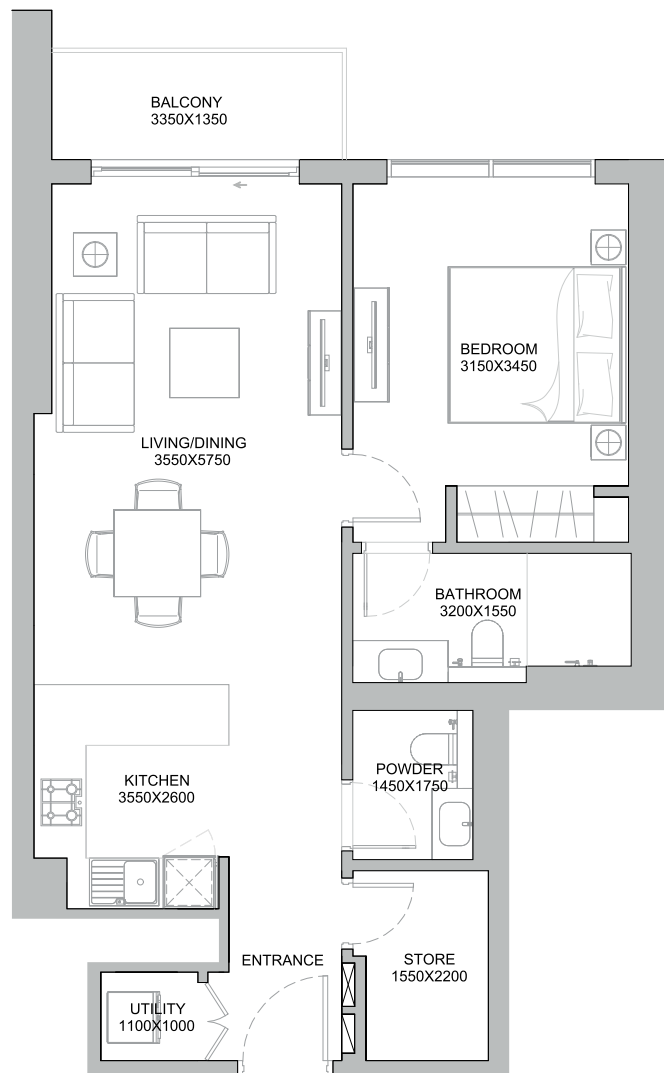 BALCONY
3350X1350
BEDROOM
3150X3450
LIVING/DINING
3550X5750
BATHROOM
3200X1550
POWDER
1450X1750
KITCHEN
3550X2600
ENTRANCE
STORE
1550X2200
UTILITY
1100X1000